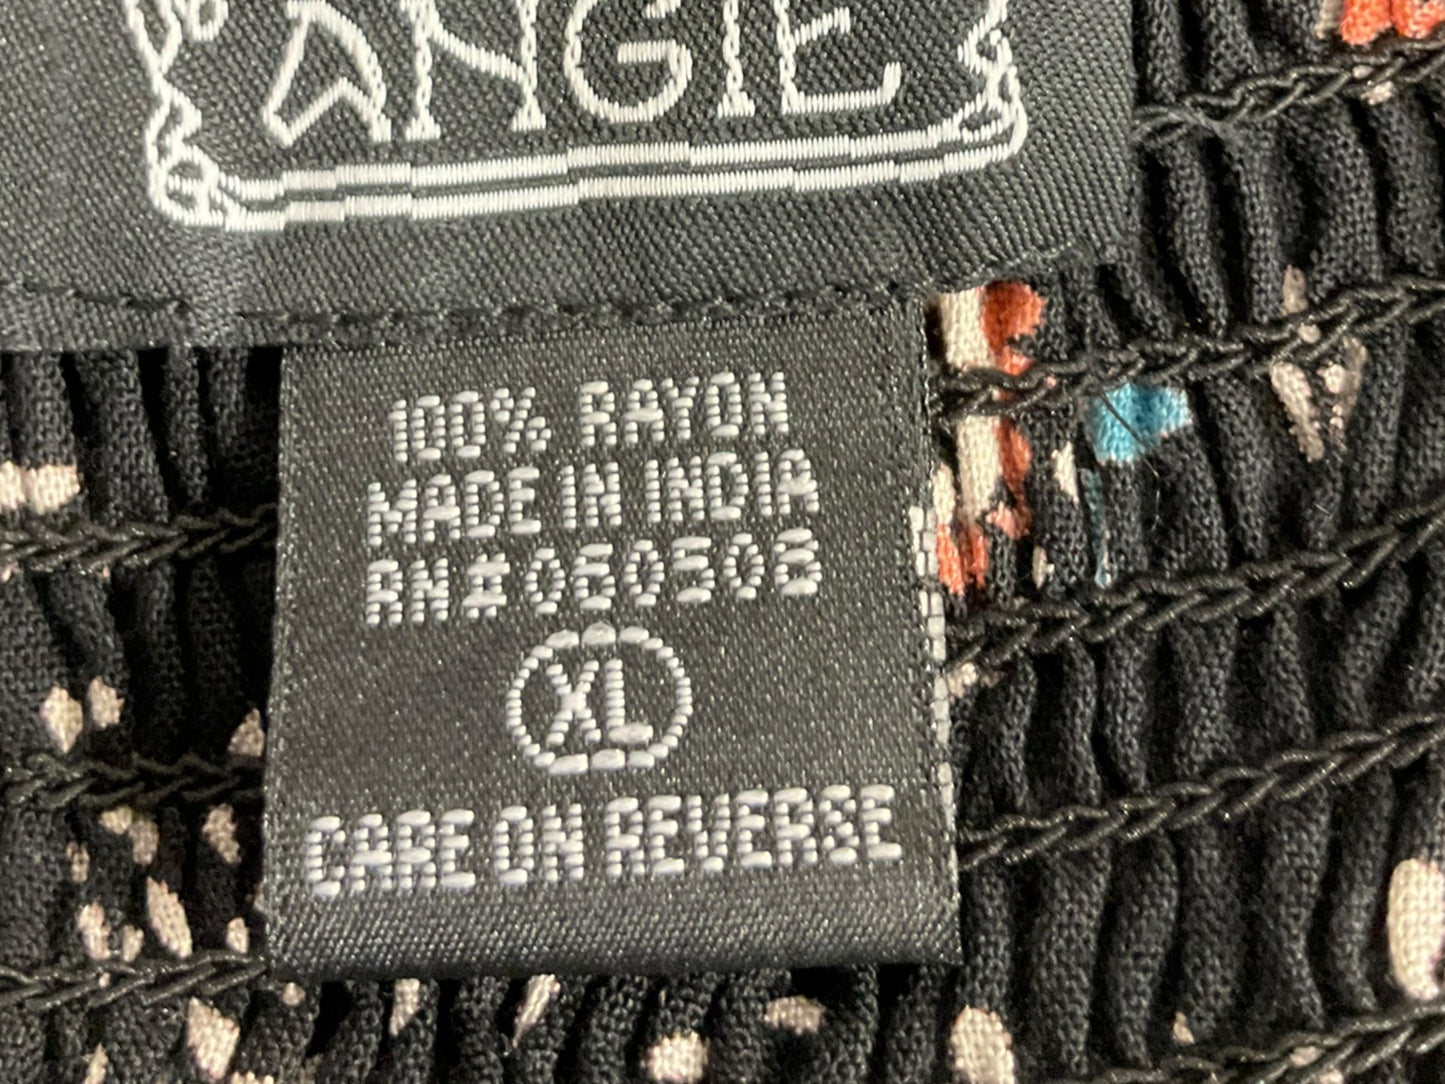 ANGIE
100% RAYON
MADE IN INDIA
RN#060508
XL
CARE ON REVERSE